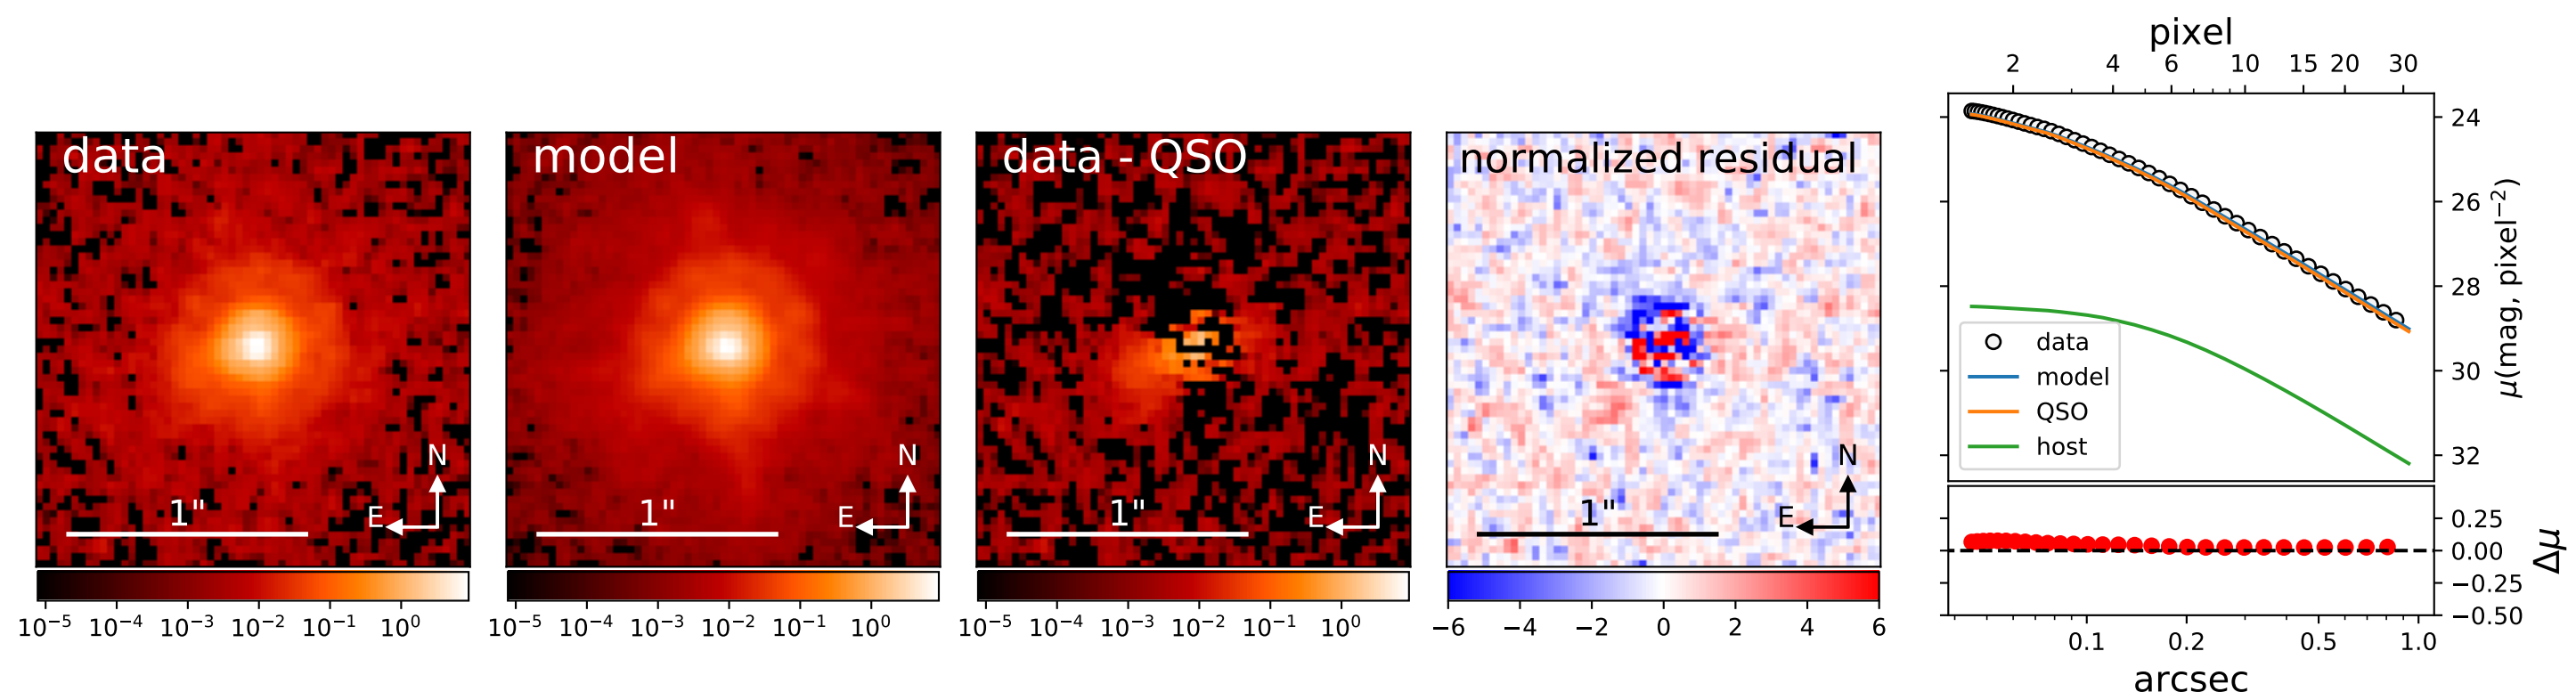 data
N
E
1"
10⁻⁵ 10⁻⁴ 10⁻³ 10⁻² 10⁻¹ 10⁰
model
N
E
1"
10⁻⁵ 10⁻⁴ 10⁻³ 10⁻² 10⁻¹ 10⁰
data - QSO
N
E
1"
10⁻⁵ 10⁻⁴ 10⁻³ 10⁻² 10⁻¹ 10⁰
normalized residual
N
E
1"
−6 −4 −2 0 2 4 6
pixel
2 4 6 10 15 20 30
24
26
28
30
32
μ(mag, pixel⁻²)
data
model
QSO
host
0.25
0.00
−0.25
−0.50
Δμ
0.1 0.2 0.5 1.0
arcsec